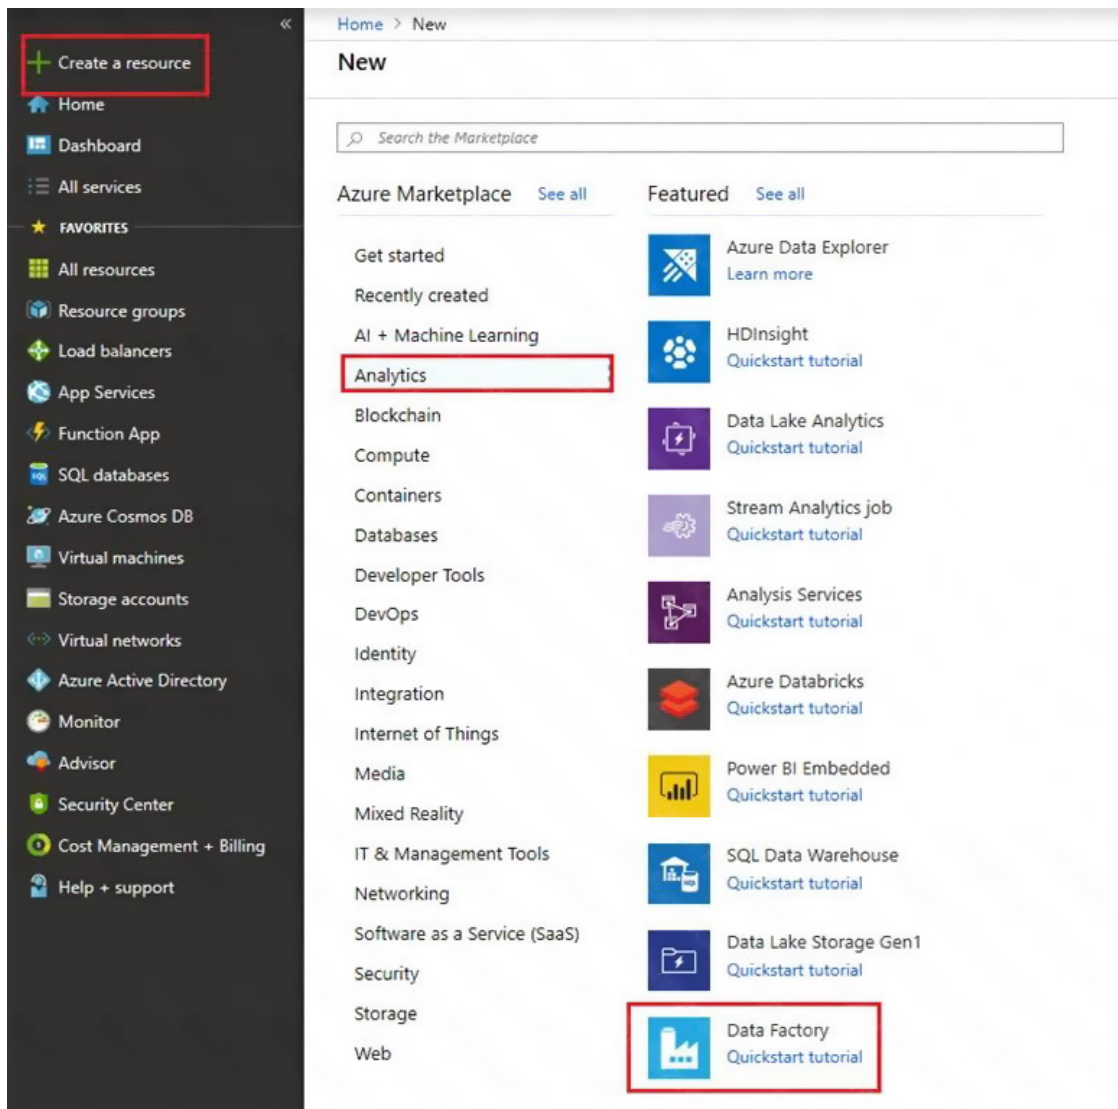 «
Create a resource
Home
Dashboard
All services
FAVORITES
All resources
Resource groups
Load balancers
App Services
Function App
SQL databases
Azure Cosmos DB
Virtual machines
Storage accounts
Virtual networks
Azure Active Directory
Monitor
Advisor
Security Center
Cost Management + Billing
Help + support
Home > New
New
Search the Marketplace
Azure Marketplace See all
Get started
Recently created
AI + Machine Learning
Analytics
Blockchain
Compute
Containers
Databases
Developer Tools
DevOps
Identity
Integration
Internet of Things
Media
Mixed Reality
IT & Management Tools
Networking
Software as a Service (SaaS)
Security
Storage
Web
Featured See all
Azure Data Explorer
Learn more
HDInsight
Quickstart tutorial
Data Lake Analytics
Quickstart tutorial
Stream Analytics job
Quickstart tutorial
Analysis Services
Quickstart tutorial
Azure Databricks
Quickstart tutorial
Power BI Embedded
Quickstart tutorial
SQL Data Warehouse
Quickstart tutorial
Data Lake Storage Gen1
Quickstart tutorial
Data Factory
Quickstart tutorial